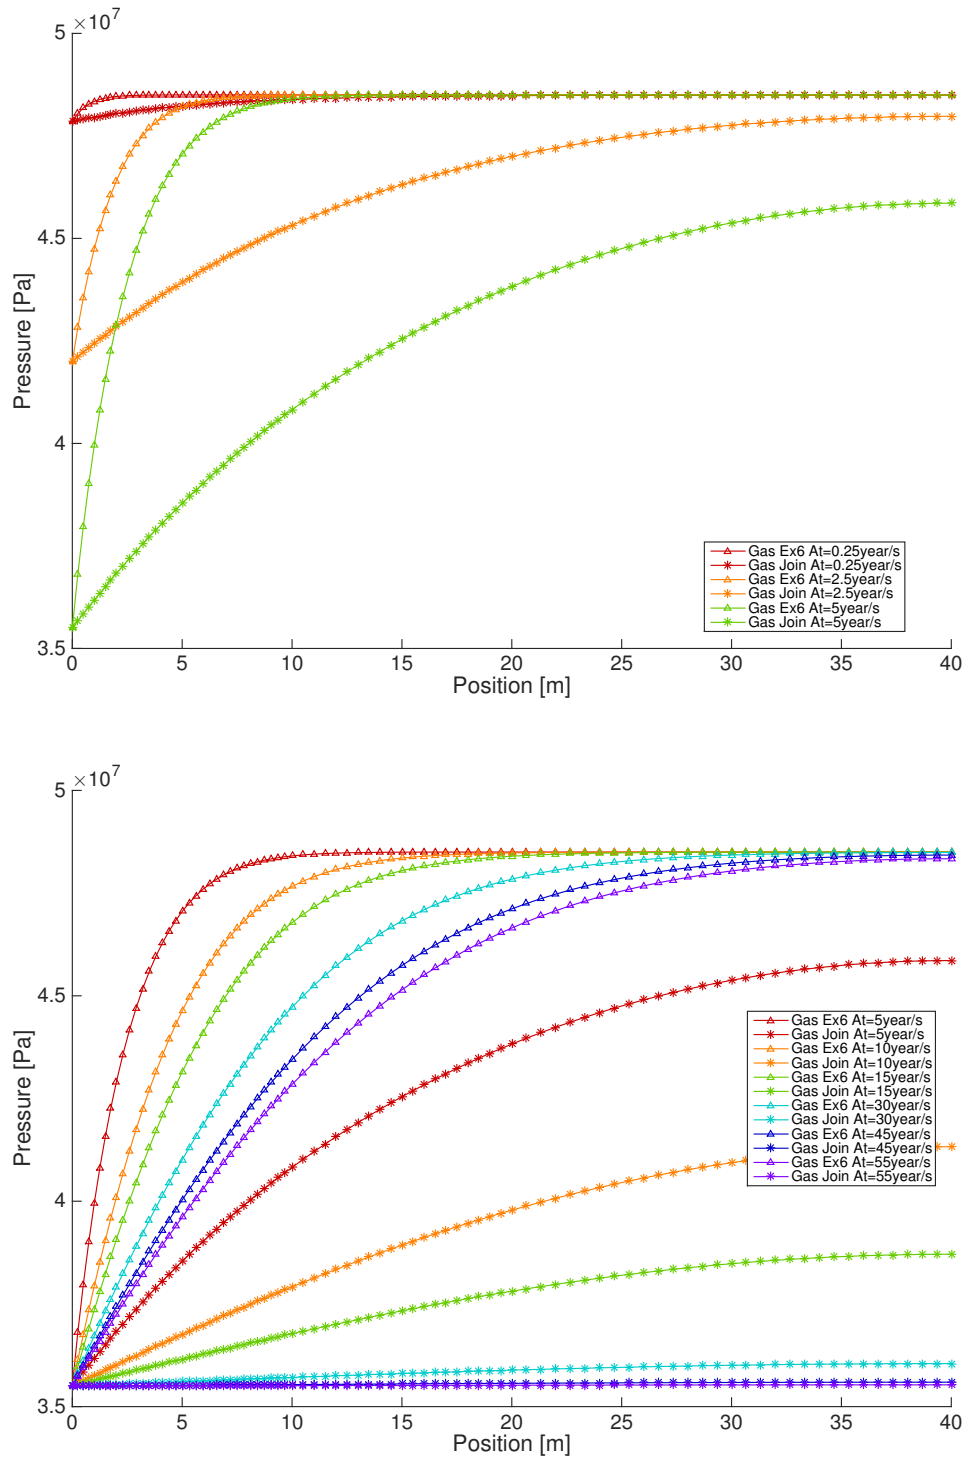 ×10⁷
5
4.5
4
3.5
Pressure [Pa]
0 5 10 15 20 25 30 35 40
Position [m]
Gas Ex6 At=0.25year/s
Gas Join At=0.25year/s
Gas Ex6 At=2.5year/s
Gas Join At=2.5year/s
Gas Ex6 At=5year/s
Gas Join At=5year/s
×10⁷
5
4.5
4
3.5
Pressure [Pa]
0 5 10 15 20 25 30 35 40
Position [m]
Gas Ex6 At=5year/s
Gas Join At=5year/s
Gas Ex6 At=10year/s
Gas Join At=10year/s
Gas Ex6 At=15year/s
Gas Join At=15year/s
Gas Ex6 At=30year/s
Gas Join At=30year/s
Gas Ex6 At=45year/s
Gas Join At=45year/s
Gas Ex6 At=55year/s
Gas Join At=55year/s